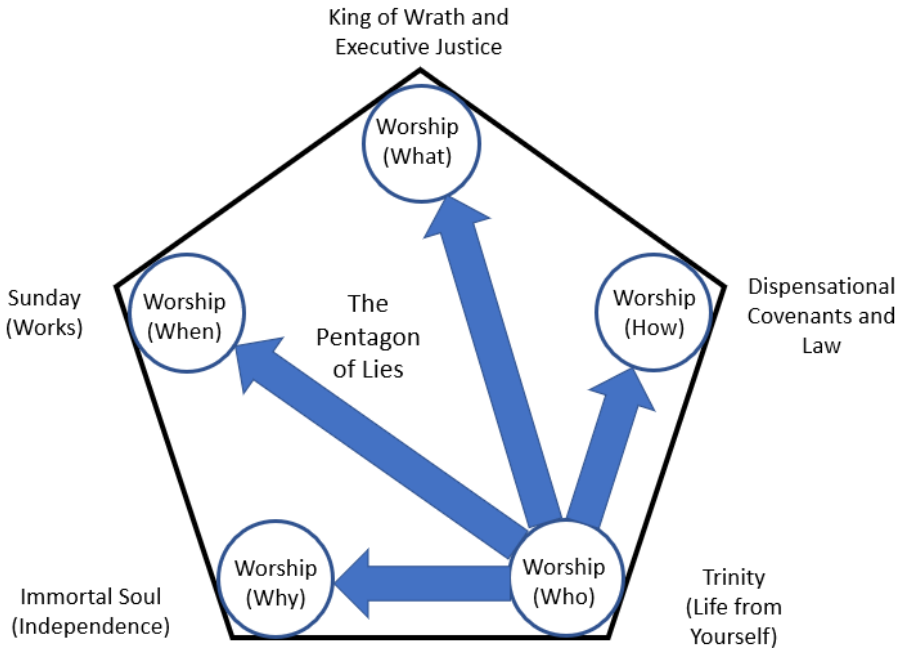 King of Wrath and
Executive Justice
Worship
(What)
Sunday
(Works)
Worship
(When)
The
Pentagon
of Lies
Worship
(How)
Dispensational
Covenants and
Law
Immortal Soul
(Independence)
Worship
(Why)
Worship
(Who)
Trinity
(Life from
Yourself)